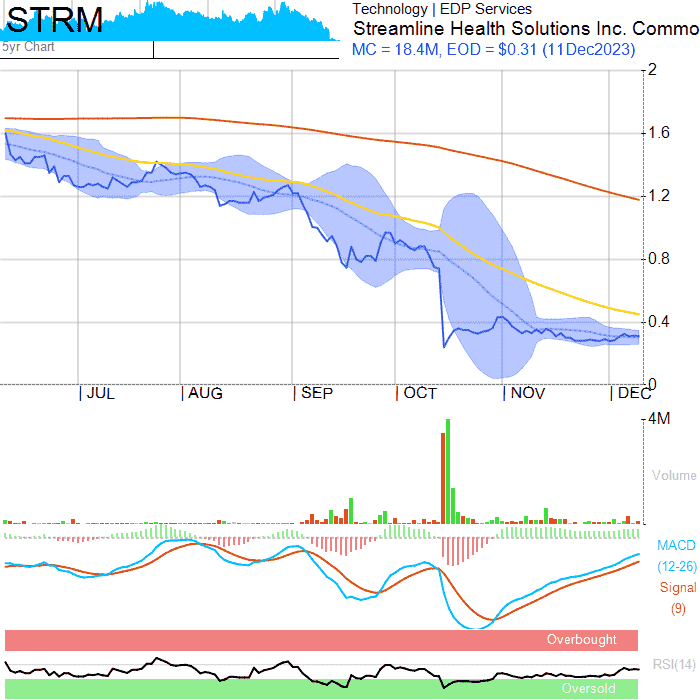 STRM
5yr Chart
Technology | EDP Services
Streamline Health Solutions Inc. Commo
MC = 18.4M, EOD = $0.31 (11Dec2023)
2
1.6
1.2
0.8
0.4
0
JUL AUG SEP OCT NOV DEC
4M
Volume
MACD
(12-26)
Signal
(9)
Overbought
RSI(14)
Oversold